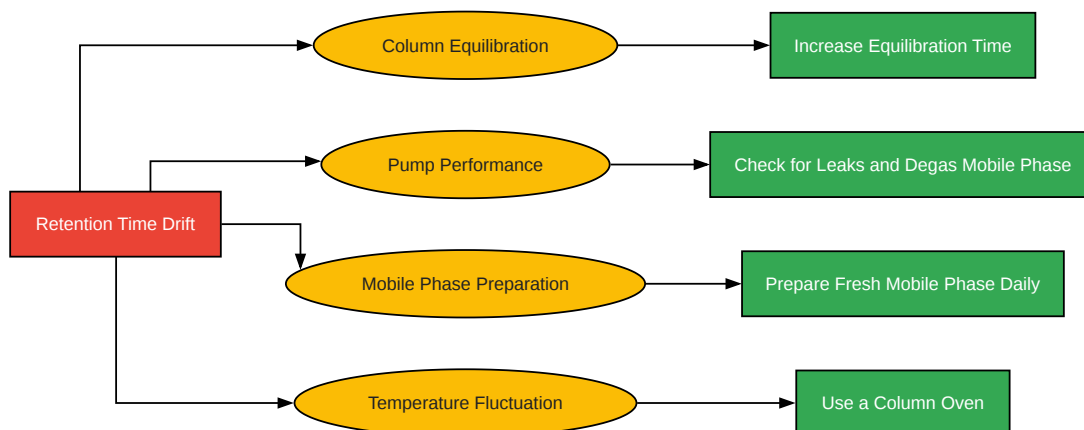 Column Equilibration
Increase Equilibration Time
Pump Performance
Check for Leaks and Degas Mobile Phase
Retention Time Drift
Mobile Phase Preparation
Prepare Fresh Mobile Phase Daily
Temperature Fluctuation
Use a Column Oven